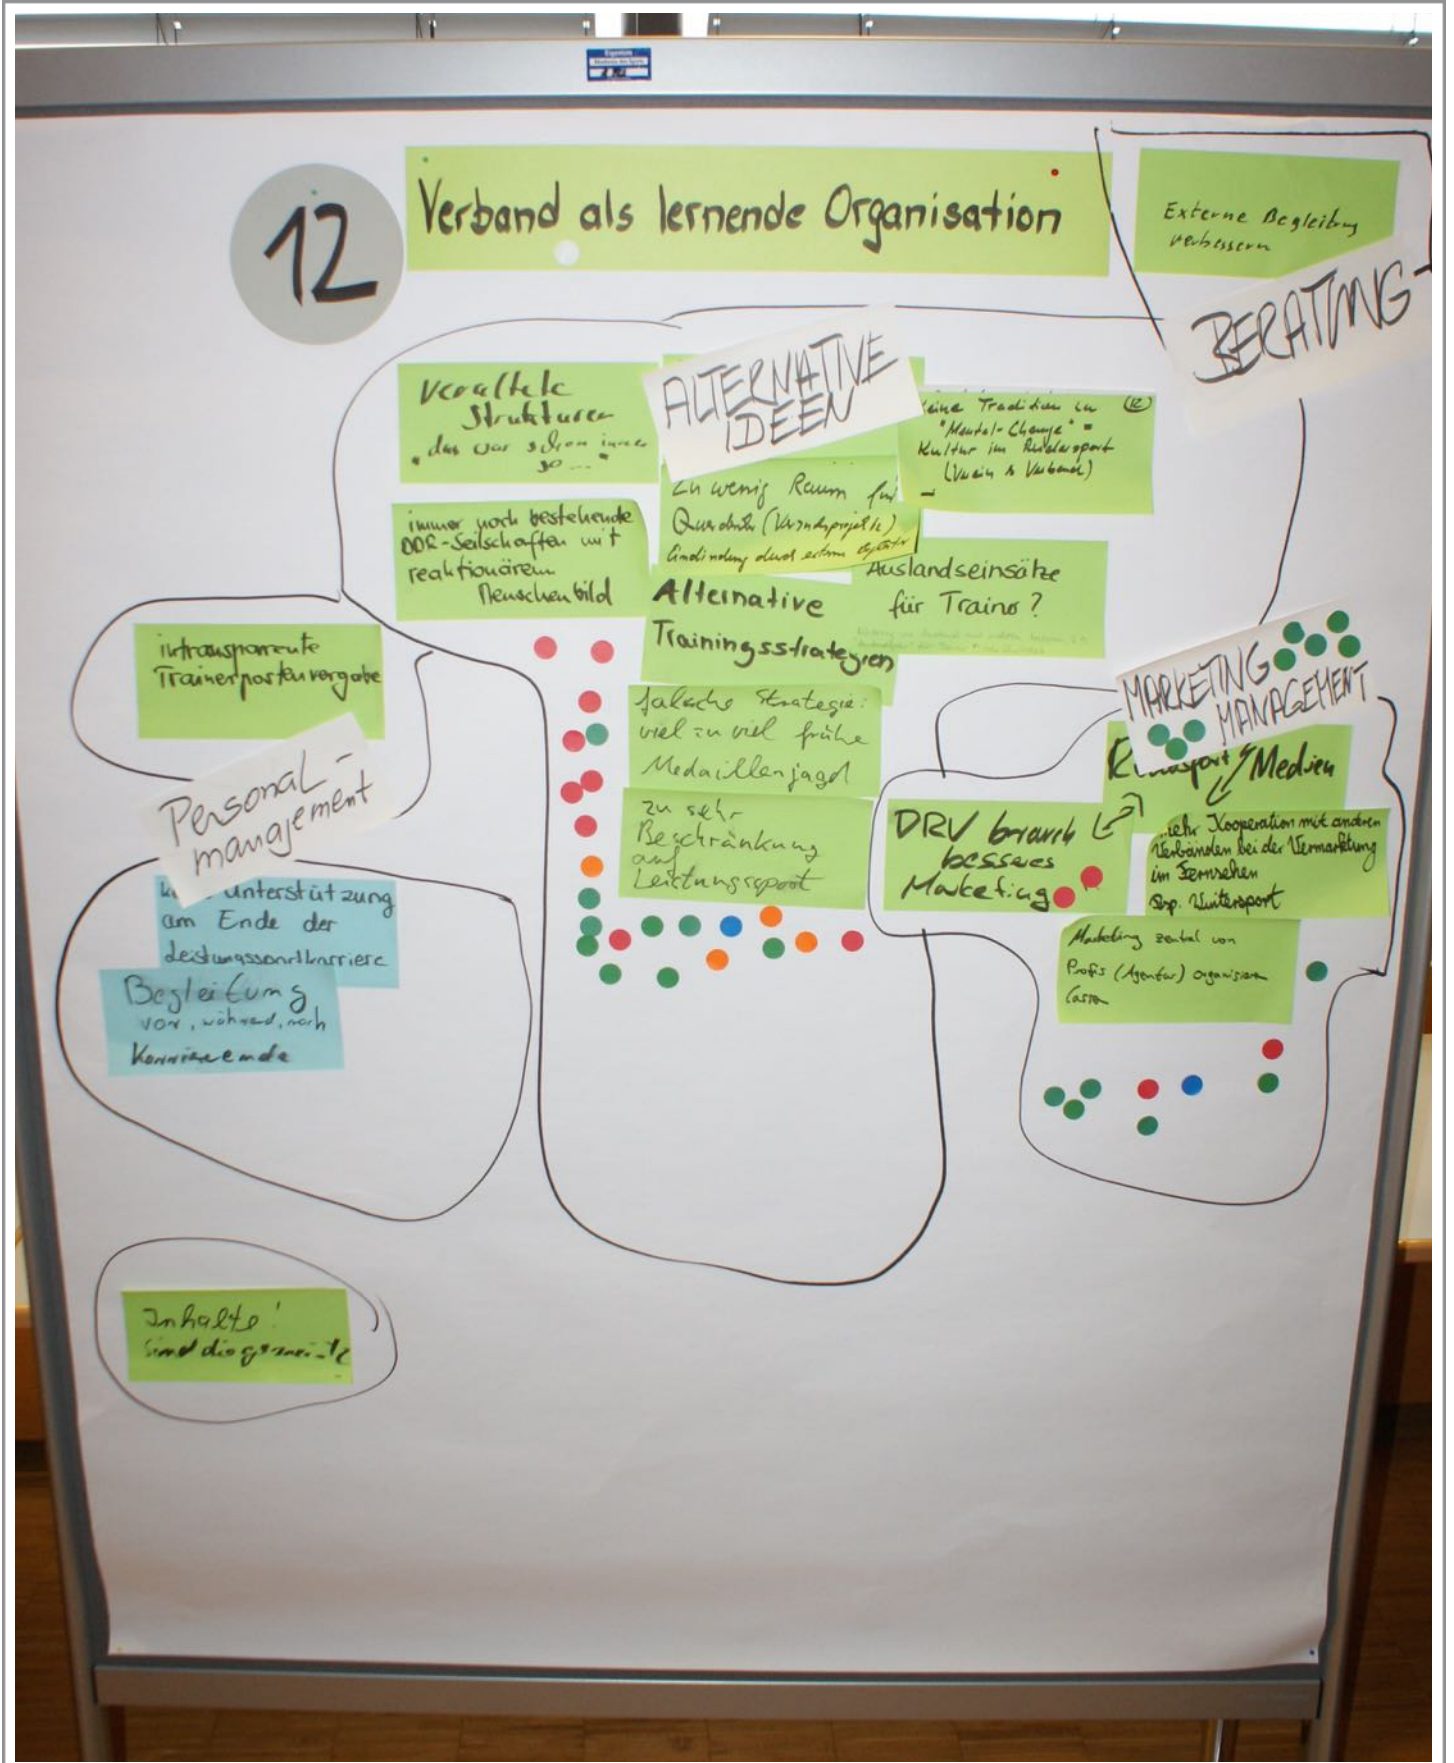 12
Verband als lernende Organisation
Externe Begleitung
verbessern
BERATUNG
ALTERNATIVE
IDEEN
Veraltete
Strukturen
"das war schon immer
so ..."
keine Tradition in (12)
"Mental-Change" =
Kultur im Rudersport
(Verein & Verband)
Zu wenig Raum für
Querdenker (Versuchsprojekte)
immer noch bestehende
DDR-Seilschaften mit
reaktionärem
Menschenbild
Auslandseinsätze
für Trainer?
Alternative
Trainingsstrategien
falsche Strategie:
viel zu viel frühe
Medaillenjagd
zu sehr
Beschränkung
auf
Leistungssport
intransparente
Trainerpostenvergabe
Personal-
management
Unterstützung
am Ende der
Leistungssportkarriere
Begleitung
vor, während, nach
Karriereende
MARKETING
MANAGEMENT
Medien
DRV brauch
besseres
Marketing
Kooperation mit anderen
Verbänden bei der Vermarktung
im Fernsehen
Bsp. Wintersport
Marketing zentral von
Profis (Agentur) organisieren
lassen
Inhalte!
sind die